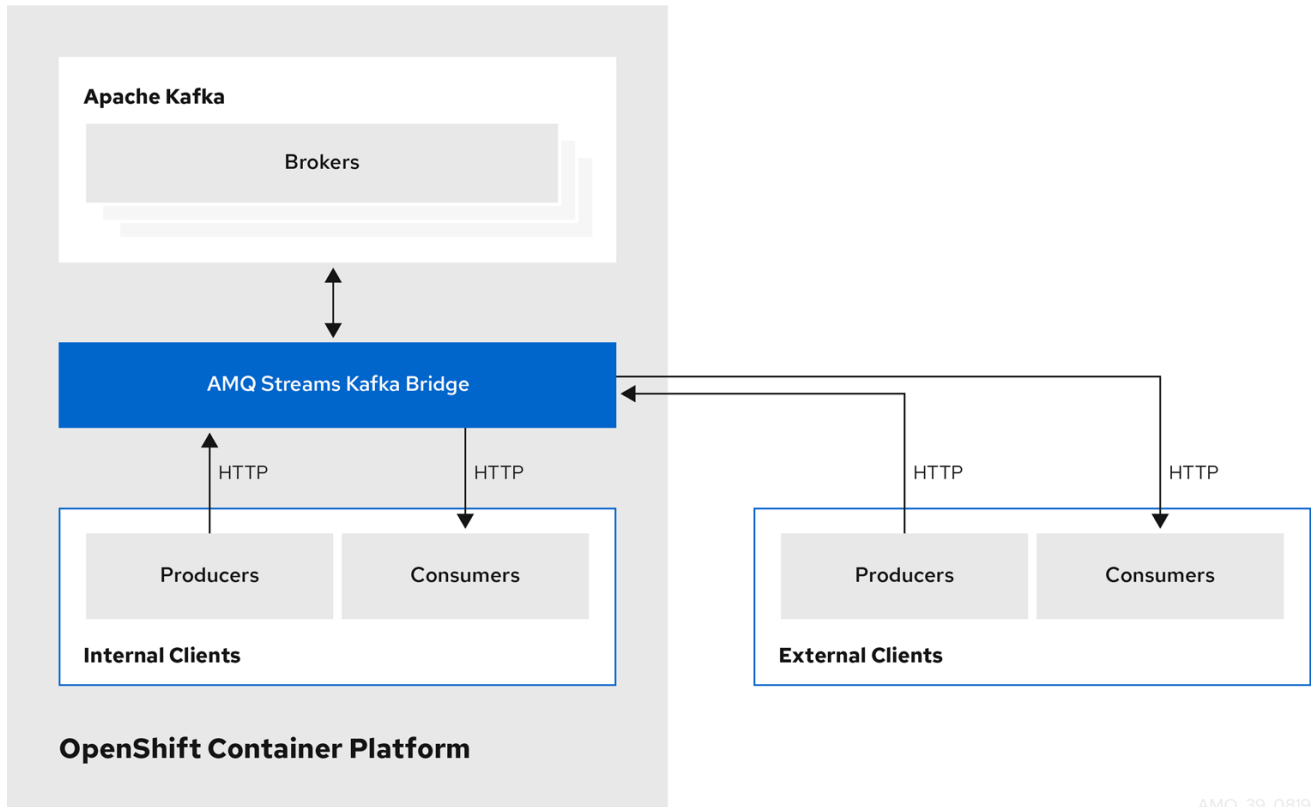 Apache Kafka
Brokers
AMQ Streams Kafka Bridge
HTTP
HTTP
HTTP
HTTP
Producers
Consumers
Producers
Consumers
Internal Clients
External Clients
OpenShift Container Platform